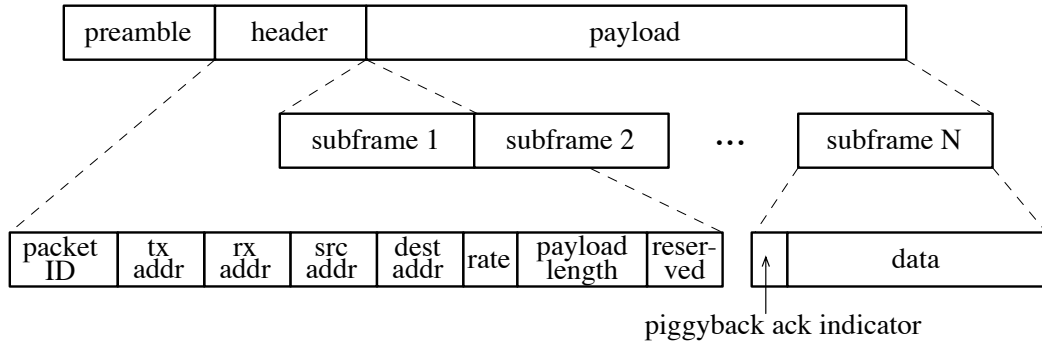 preamble header payload
subframe 1 subframe 2 ... subframe N
packet tx rx src dest rate payload reser-
ID addr addr addr addr length ved
data
piggyback ack indicator